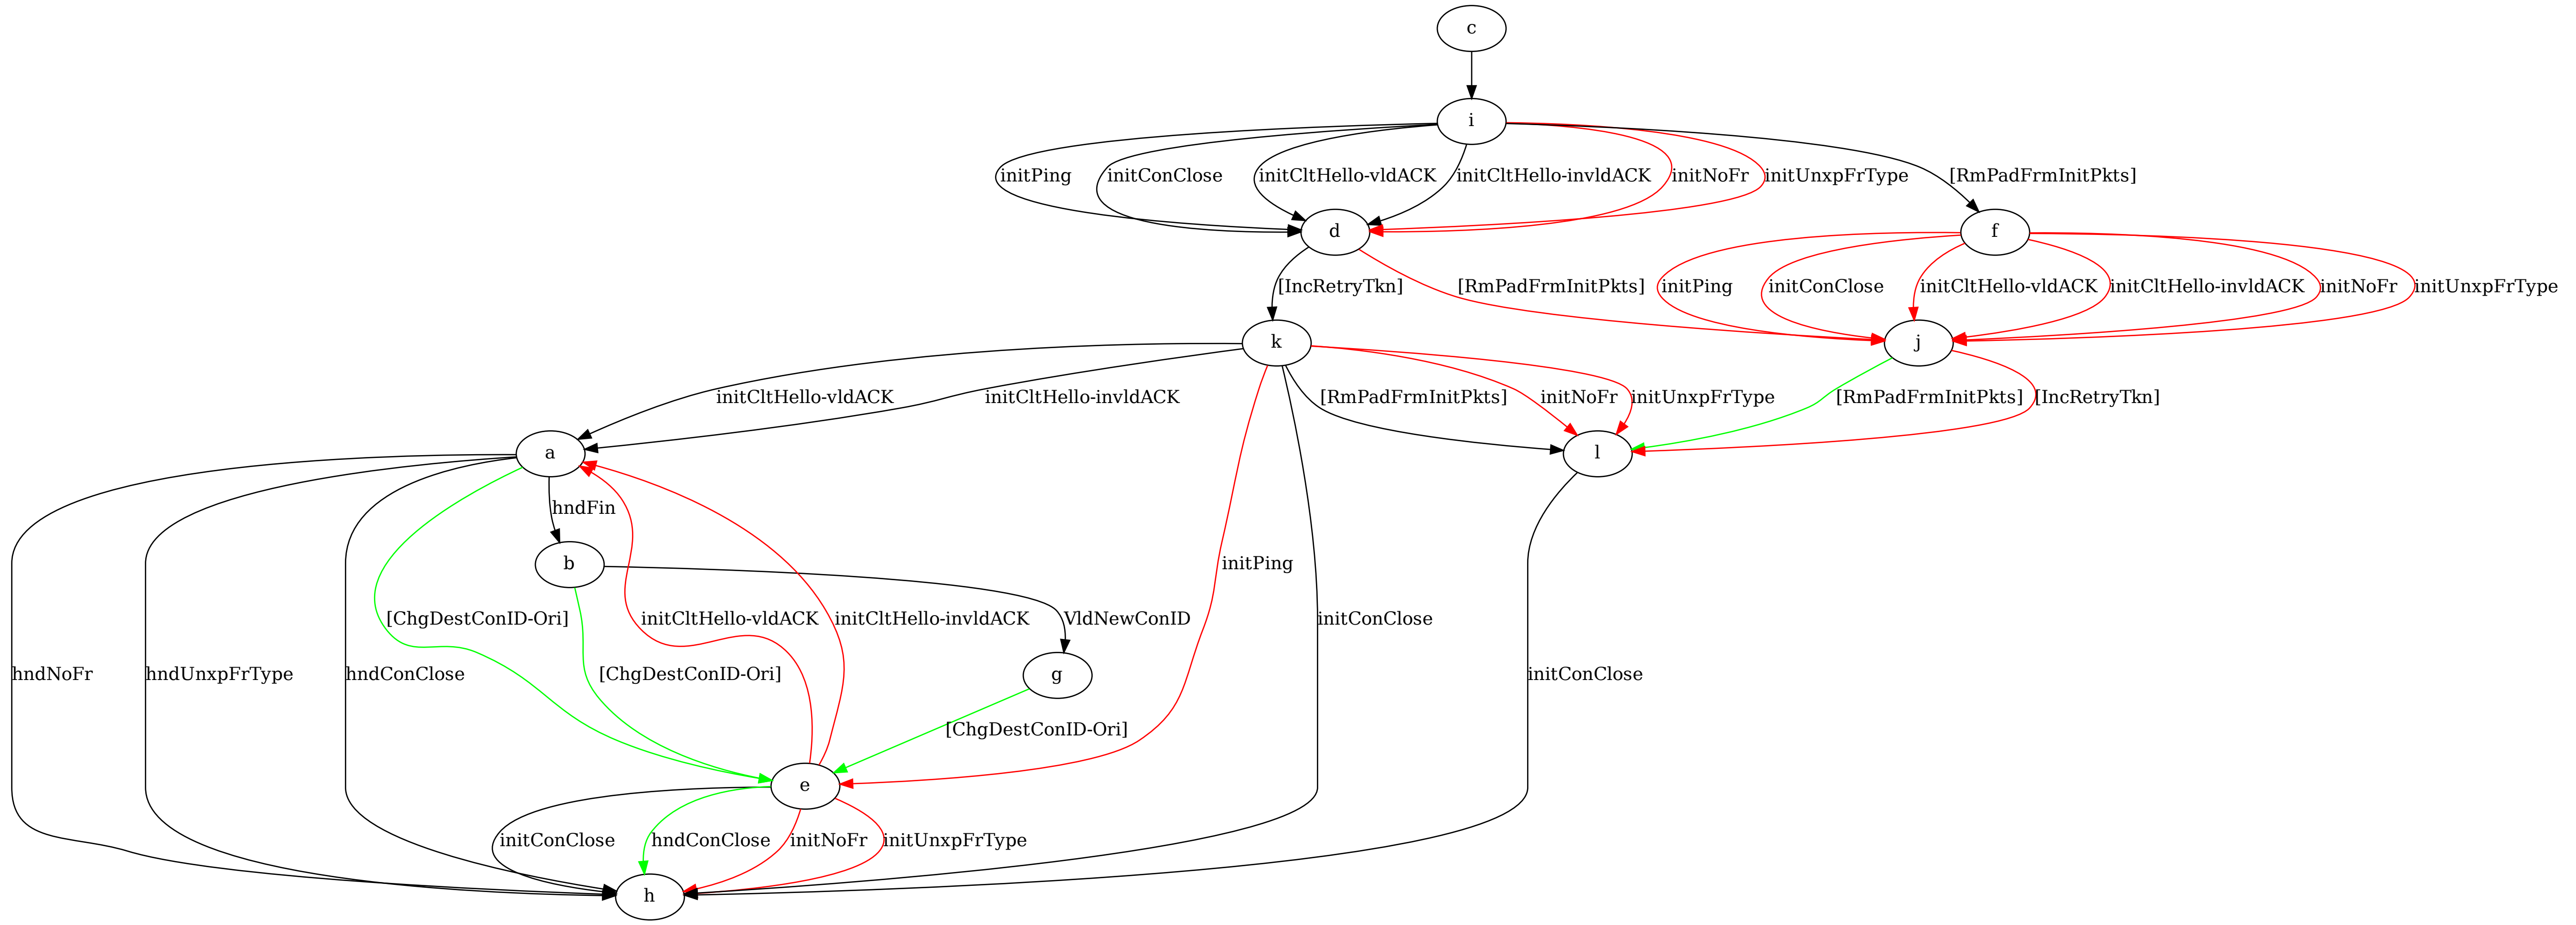 c
i
initPing
initConClose
initCltHello-vldACK
initCltHello-invldACK
initNoFr
initUnxpFrType
[RmPadFrmInitPkts]
d
f
[IncRetryTkn]
[RmPadFrmInitPkts]
initPing
initConClose
initCltHello-vldACK
initCltHello-invldACK
initNoFr
initUnxpFrType
k
j
initCltHello-vldACK
initCltHello-invldACK
[RmPadFrmInitPkts]
initNoFr
initUnxpFrType
[RmPadFrmInitPkts]
[IncRetryTkn]
a
l
hndFin
b
initPing
[ChgDestConID-Ori]
initCltHello-vldACK
initCltHello-invldACK
VldNewConID
initConClose
hndNoFr
hndUnxpFrType
hndConClose
[ChgDestConID-Ori]
g
initConClose
[ChgDestConID-Ori]
e
initConClose
hndConClose
initNoFr
initUnxpFrType
h